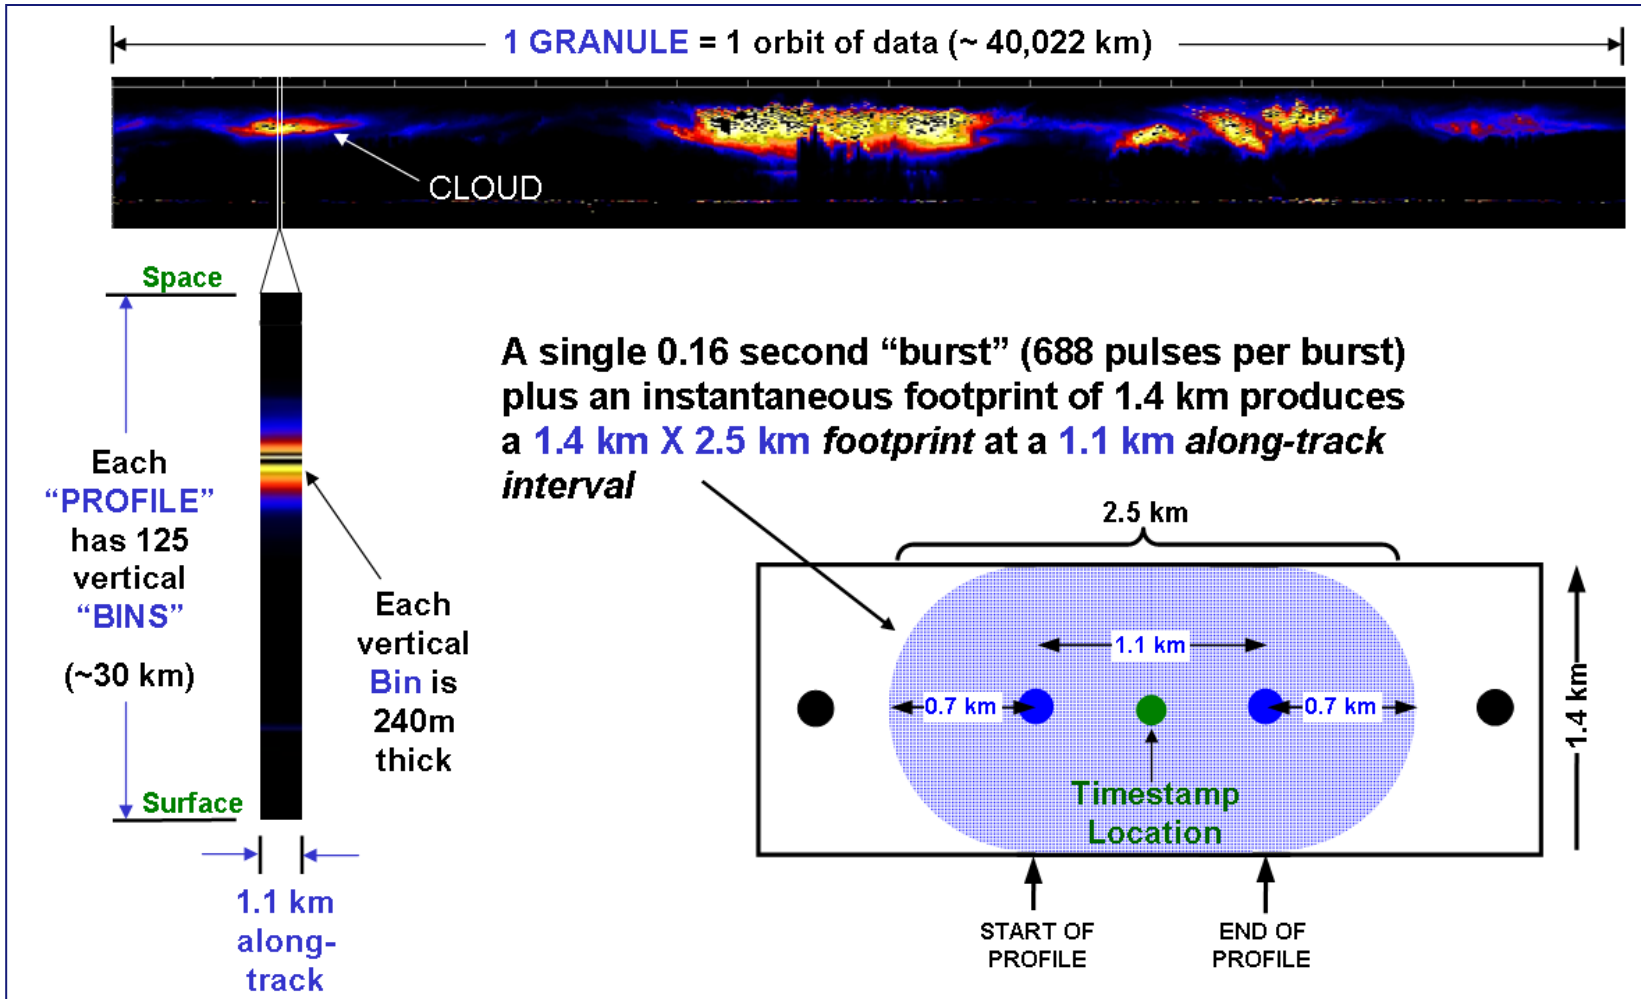 1 GRANULE = 1 orbit of data (~ 40,022 km)
CLOUD
Space
Each
“PROFILE”
has 125
vertical
“BINS”
(~30 km)
Surface
1.1 km
along-
track
Each
vertical
Bin is
240m
thick
A single 0.16 second “burst” (688 pulses per burst)
plus an instantaneous footprint of 1.4 km produces
a 1.4 km X 2.5 km footprint at a 1.1 km along-track
interval
2.5 km
1.1 km
0.7 km
0.7 km
Timestamp
Location
1.4 km
START OF
PROFILE
END OF
PROFILE